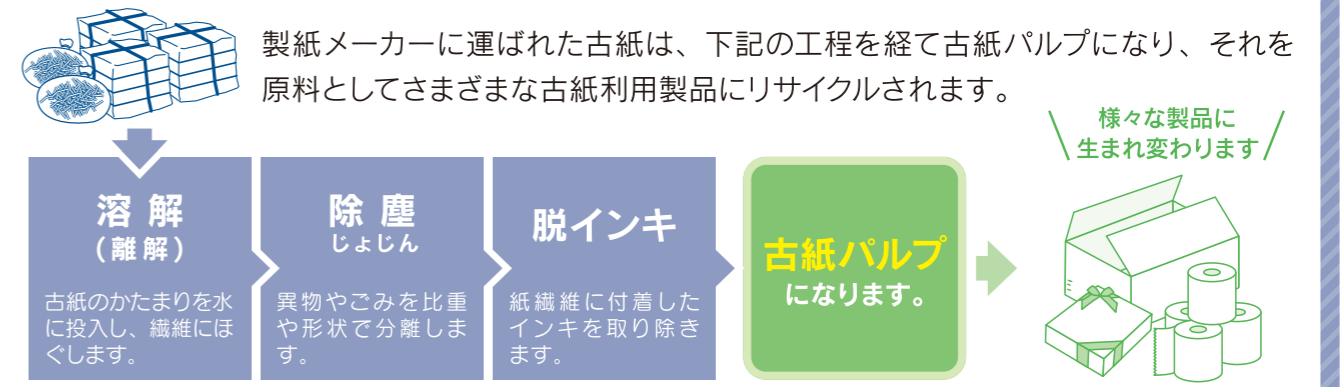 製紙メーカーに運ばれた古紙は、下記の工程を経て古紙パルプになり、それを
原料としてさまざまな古紙利用製品にリサイクルされます。
様々な製品に
生まれ変わります
溶解
(離解)
古紙のかたまりを水
に投入し、繊維にほ
ぐします。
除塵
じょじん
異物やごみを比重
や形状で分離しま
す。
脱インキ
紙繊維に付着した
インキを取り除き
ます。
古紙パルプ
になります。